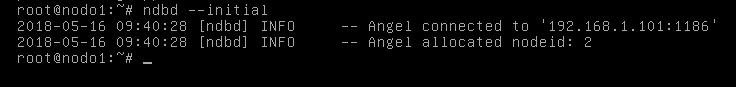 root@nodo1:~# ndbd --initial
2018-05-16 09:40:28 [ndbd] INFO     -- Angel connected to '192.168.1.101:1186'
2018-05-16 09:40:28 [ndbd] INFO     -- Angel allocated nodeid: 2
root@nodo1:~# _